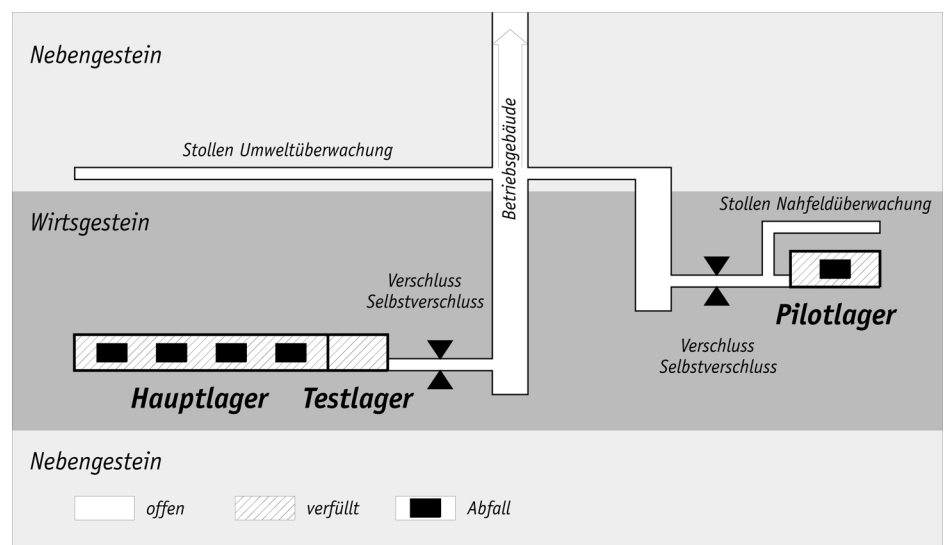 Nebengestein
Stollen Umweltüberwachung
Betriebsgebäude
Wirtsgestein
Stollen Nahfeldüberwachung
Verschluss
Selbstverschluss
Pilotlager
Verschluss
Selbstverschluss
Hauptlager
Testlager
Nebengestein
offen
verfüllt
Abfall